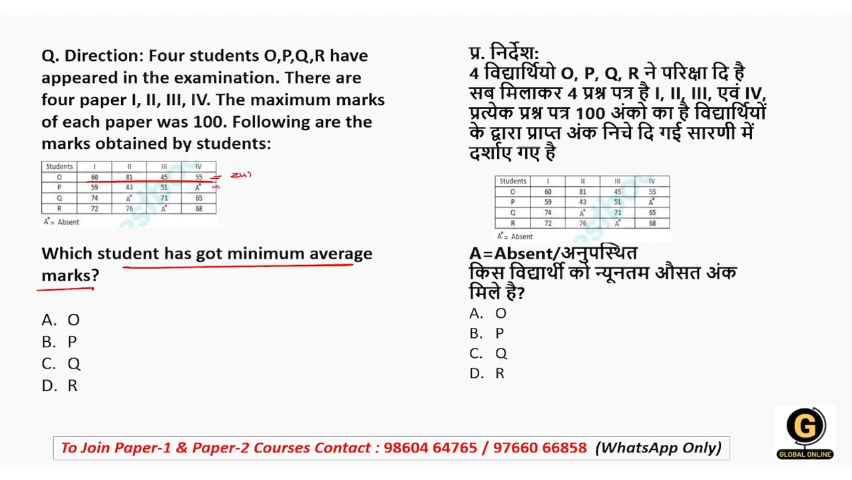 Q. Direction: Four students O,P,Q,R have
appeared in the examination. There are
four paper I, II, III, IV. The maximum marks
of each paper was 100. Following are the
marks obtained by students:
Students I II III IV
O 60 81 45 55
P 59 43 51 A*
Q 74 A* 71 65
R 72 76 A* 68
A*= Absent
Which student has got minimum average
marks?
A. O
B. P
C. Q
D. R
प्र. निर्देश:
4 विद्यार्थियो O, P, Q, R ने परिक्षा दि है
सब मिलाकर 4 प्रश्न पत्र है I, II, III, एवं IV,
प्रत्येक प्रश्न पत्र 100 अंको का है विद्यार्थियों
के द्वारा प्राप्त अंक निचे दि गई सारणी में
दर्शाए गए है
Students I II III IV
O 60 81 45 55
P 59 43 51 A*
Q 74 A* 71 65
R 72 76 A* 68
A*= Absent
A=Absent/अनुपस्थित
किस विद्यार्थी को न्यूनतम औसत अंक
मिले है?
A. O
B. P
C. Q
D. R
To Join Paper-1 & Paper-2 Courses Contact : 98604 64765 / 97660 66858 (WhatsApp Only)
G
GLOBAL ONLINE